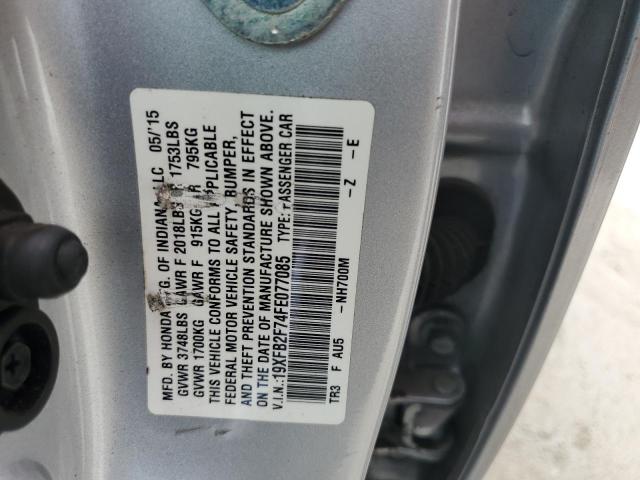 MFD. BY HONDA MFG. OF INDIANA LLC 05/'15
GVWR 3748LBS GAWR F 2018LBS R 1753LBS
GVWR 1700KG GAWR F 915KG R 795KG
THIS VEHICLE CONFORMS TO ALL APPLICABLE
FEDERAL MOTOR VEHICLE SAFETY, BUMPER,
AND THEFT PREVENTION STANDARDS IN EFFECT
ON THE DATE OF MANUFACTURE SHOWN ABOVE.
V.I.N.:19XFB2F74FE077085 TYPE: PASSENGER CAR
TR3 F AU5 -NH700M -Z -E